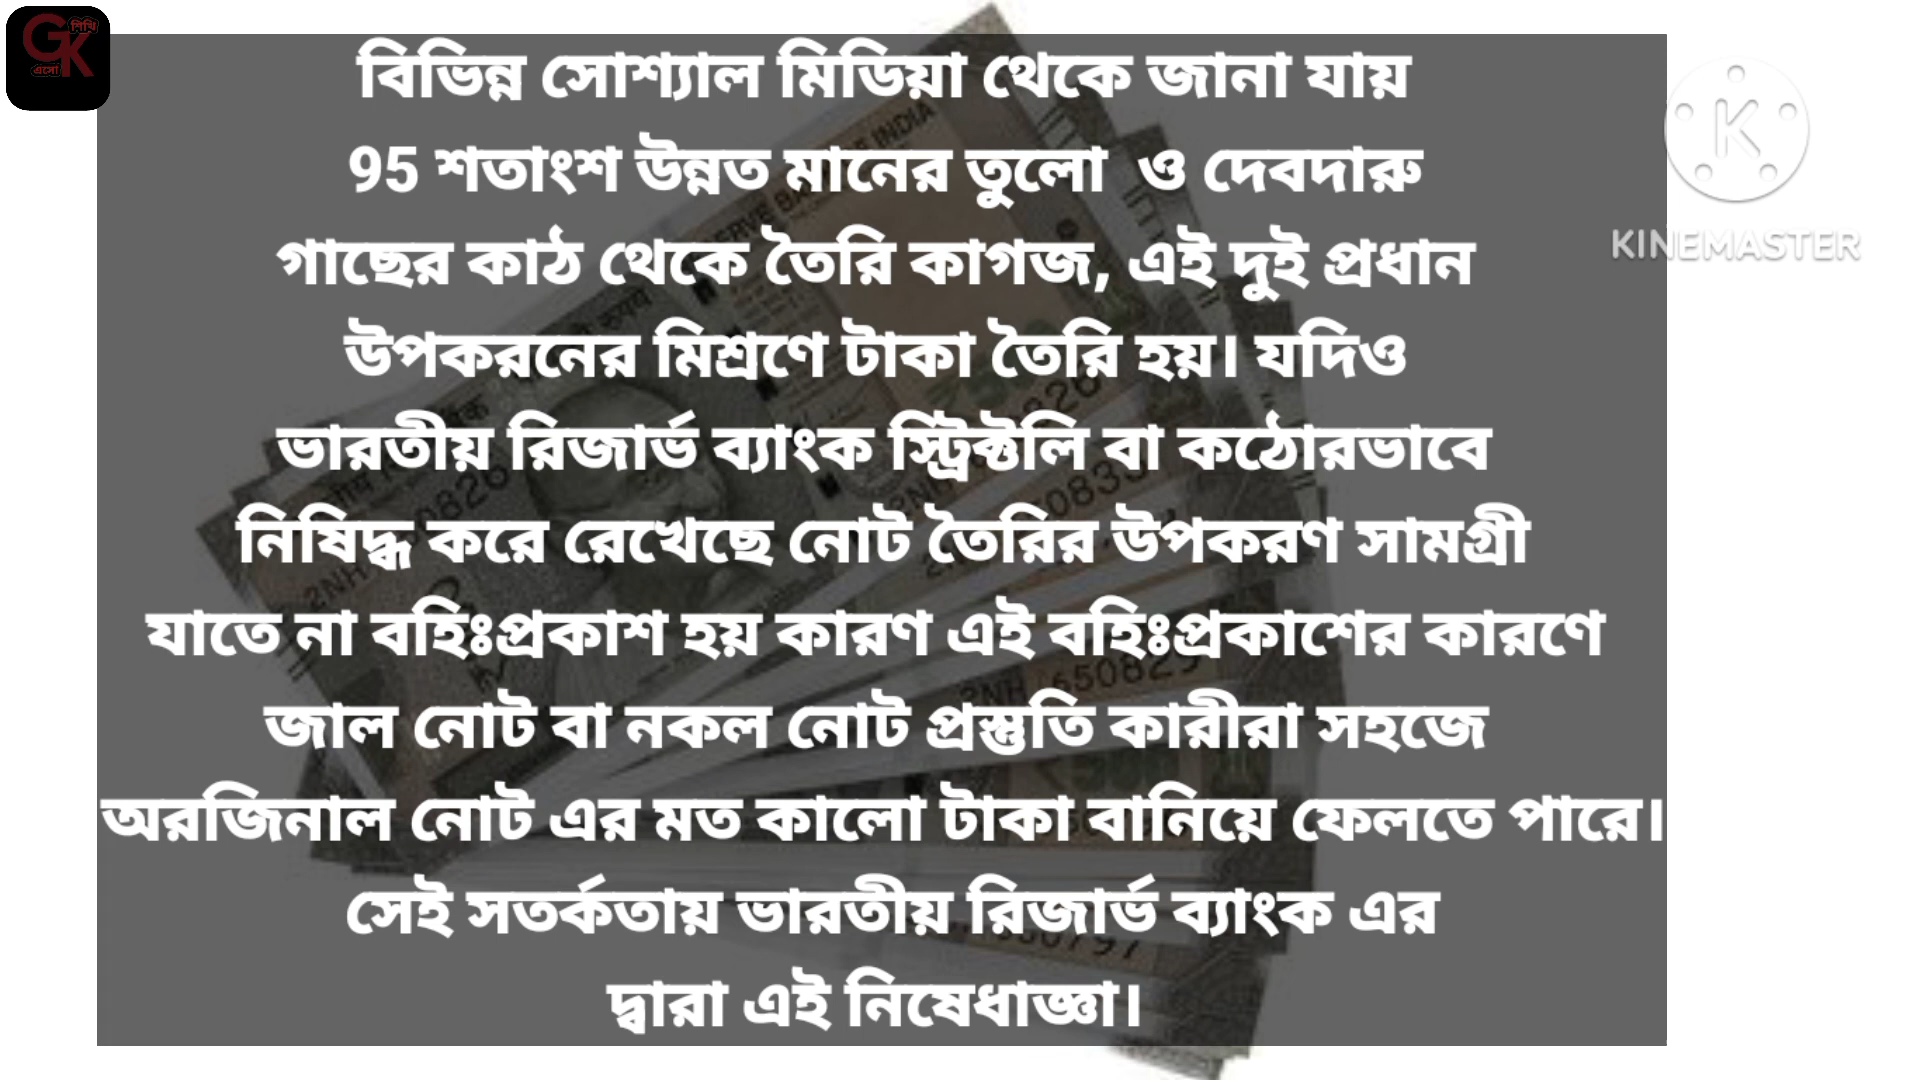 GK
শিখি
এসো
বিভিন্ন সোশ্যাল মিডিয়া থেকে জানা যায়
95 শতাংশ উন্নত মানের তুলো ও দেবদারু
গাছের কাঠ থেকে তৈরি কাগজ, এই দুই প্রধান
উপকরনের মিশ্রণে টাকা তৈরি হয়। যদিও
ভারতীয় রিজার্ভ ব্যাংক স্ট্রিক্টলি বা কঠোরভাবে
নিষিদ্ধ করে রেখেছে নোট তৈরির উপকরণ সামগ্রী
যাতে না বহিঃপ্রকাশ হয় কারণ এই বহিঃপ্রকাশের কারণে
জাল নোট বা নকল নোট প্রস্তুতি কারীরা সহজে
অরজিনাল নোট এর মত কালো টাকা বানিয়ে ফেলতে পারে।
সেই সতর্কতায় ভারতীয় রিজার্ভ ব্যাংক এর
দ্বারা এই নিষেধাজ্ঞা।
K
KINEMASTER